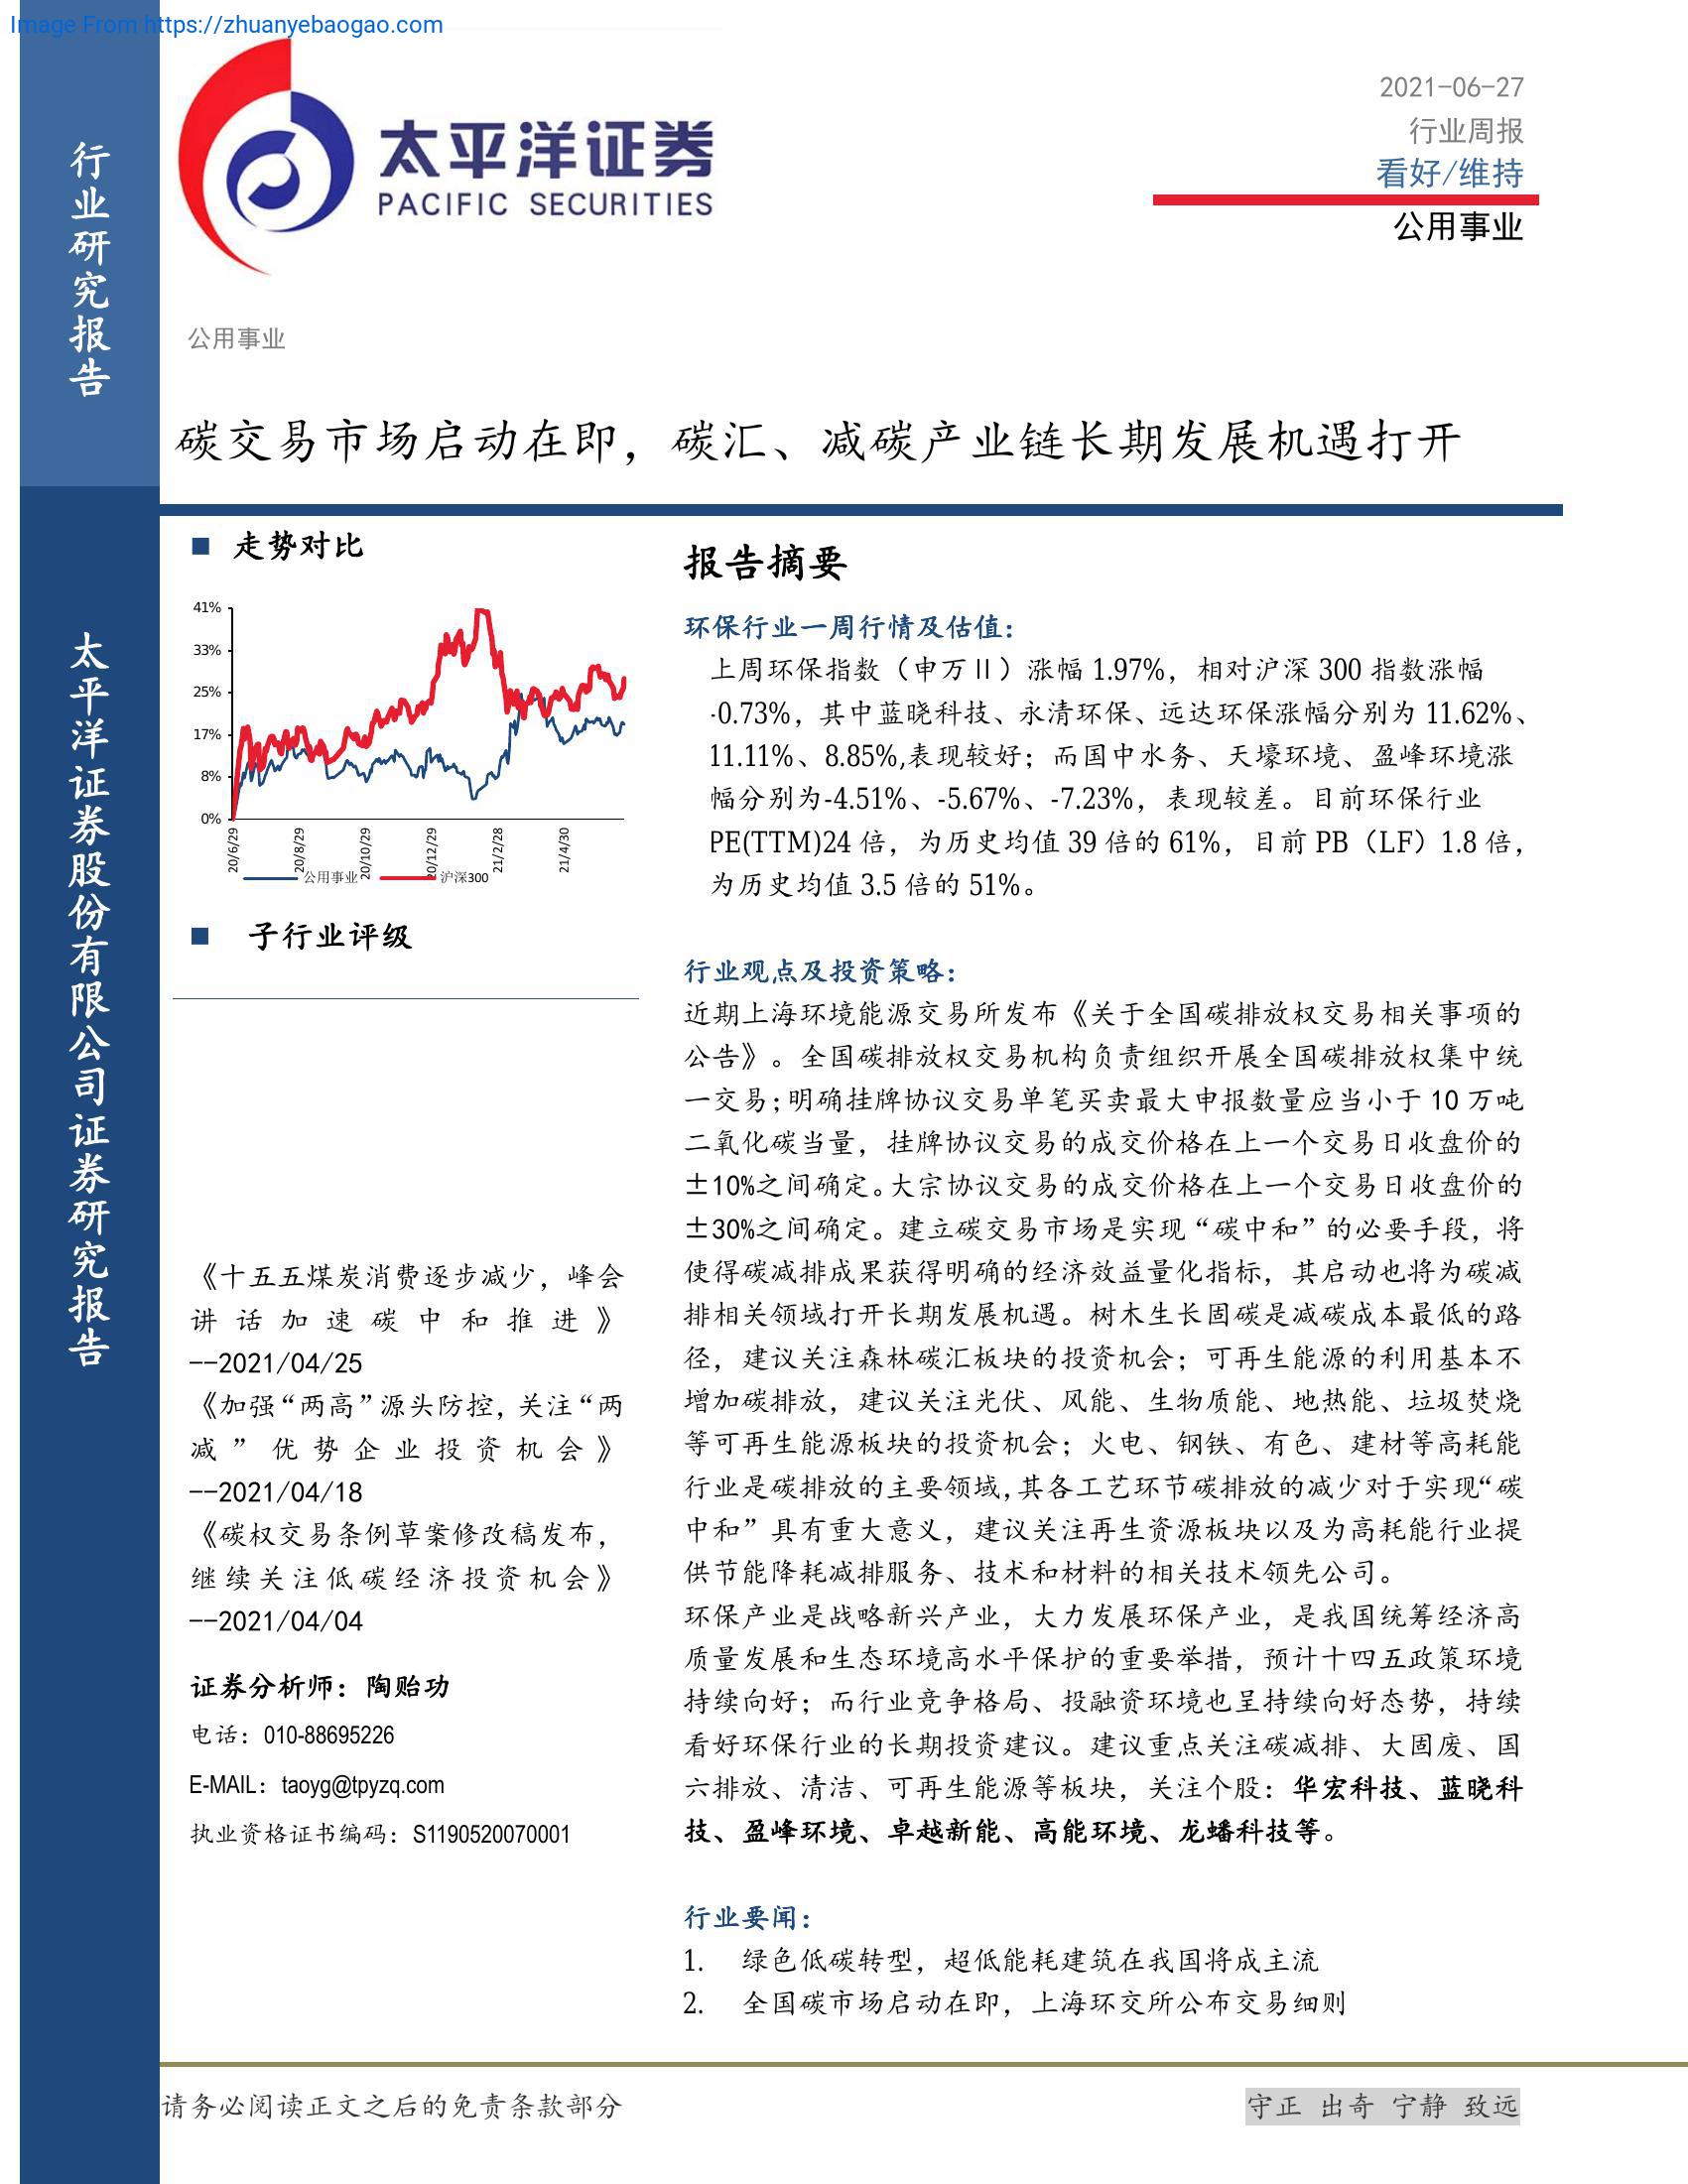 Image From https://zhuanyebaogao.com
行业研究报告
太平洋证券股份有限公司证券研究报告
太平洋证券
PACIFIC SECURITIES
2021-06-27
行业周报
看好/维持
公用事业
公用事业
碳交易市场启动在即，碳汇、减碳产业链长期发展机遇打开
■ 走势对比
41%
33%
25%
17%
8%
0%
20/6/29
20/8/29
20/10/29
20/12/29
21/2/28
21/4/30
公用事业
沪深300
■ 子行业评级
《十五五煤炭消费逐步减少，峰会
讲话加速碳中和推进》
--2021/04/25
《加强“两高”源头防控，关注“两
减”优势企业投资机会》
--2021/04/18
《碳权交易条例草案修改稿发布，
继续关注低碳经济投资机会》
--2021/04/04
证券分析师：陶贻功
电话：010-88695226
E-MAIL：taoyg@tpyzq.com
执业资格证书编码：S1190520070001
报告摘要
环保行业一周行情及估值：
上周环保指数（申万Ⅱ）涨幅 1.97%，相对沪深 300 指数涨幅
-0.73%，其中蓝晓科技、永清环保、远达环保涨幅分别为 11.62%、
11.11%、8.85%,表现较好；而国中水务、天壕环境、盈峰环境涨
幅分别为-4.51%、-5.67%、-7.23%，表现较差。目前环保行业
PE(TTM)24 倍，为历史均值 39 倍的 61%，目前 PB（LF）1.8 倍，
为历史均值 3.5 倍的 51%。
行业观点及投资策略：
近期上海环境能源交易所发布《关于全国碳排放权交易相关事项的
公告》。全国碳排放权交易机构负责组织开展全国碳排放权集中统
一交易；明确挂牌协议交易单笔买卖最大申报数量应当小于 10 万吨
二氧化碳当量，挂牌协议交易的成交价格在上一个交易日收盘价的
±10%之间确定。大宗协议交易的成交价格在上一个交易日收盘价的
±30%之间确定。建立碳交易市场是实现“碳中和”的必要手段，将
使得碳减排成果获得明确的经济效益量化指标，其启动也将为碳减
排相关领域打开长期发展机遇。树木生长固碳是减碳成本最低的路
径，建议关注森林碳汇板块的投资机会；可再生能源的利用基本不
增加碳排放，建议关注光伏、风能、生物质能、地热能、垃圾焚烧
等可再生能源板块的投资机会；火电、钢铁、有色、建材等高耗能
行业是碳排放的主要领域，其各工艺环节碳排放的减少对于实现“碳
中和”具有重大意义，建议关注再生资源板块以及为高耗能行业提
供节能降耗减排服务、技术和材料的相关技术领先公司。
环保产业是战略新兴产业，大力发展环保产业，是我国统筹经济高
质量发展和生态环境高水平保护的重要举措，预计十四五政策环境
持续向好；而行业竞争格局、投融资环境也呈持续向好态势，持续
看好环保行业的长期投资建议。建议重点关注碳减排、大固废、国
六排放、清洁、可再生能源等板块，关注个股：华宏科技、蓝晓科
技、盈峰环境、卓越新能、高能环境、龙蟠科技等。
行业要闻：
1. 绿色低碳转型，超低能耗建筑在我国将成主流
2. 全国碳市场启动在即，上海环交所公布交易细则
请务必阅读正文之后的免责条款部分
守正 出奇 宁静 致远